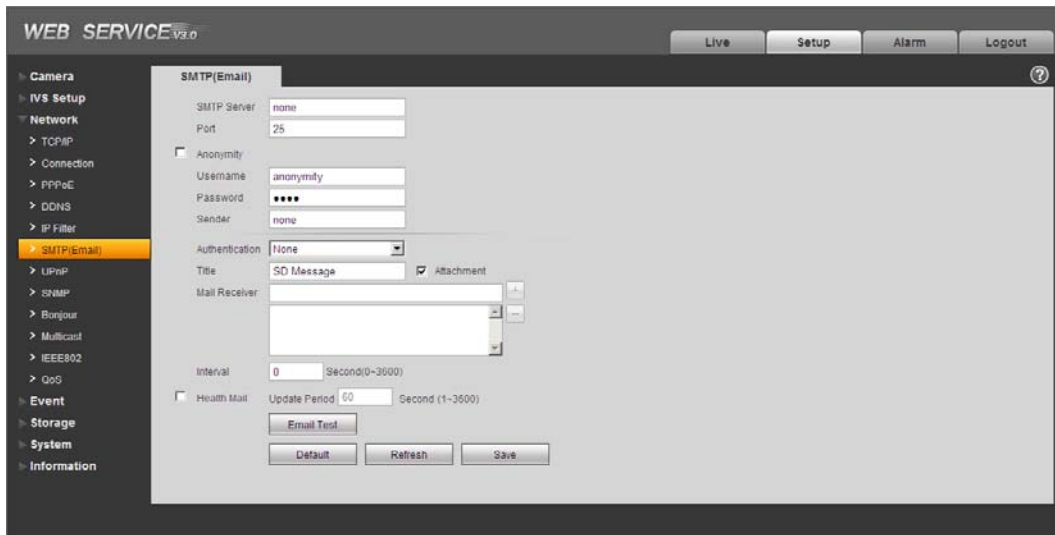 WEB SERVICE V3.0
Live Setup Alarm Logout
Camera
IVS Setup
Network
> TCP/IP
> Connection
> PPPoE
> DDNS
> IP Filter
> SMTP(Email)
> UPnP
> SNMP
> Bonjour
> Multicast
> IEEE802
> QoS
Event
Storage
System
Information
SMTP(Email) ?
SMTP Server none
Port 25
Anonymity
Username anonymity
Password ●●●●
Sender none
Authentication None
Title SD Message Attachment
Mail Receiver +
−
Interval 0 Second(0~3600)
Health Mail Update Period 60 Second (1~3600)
Email Test
Default Refresh Save